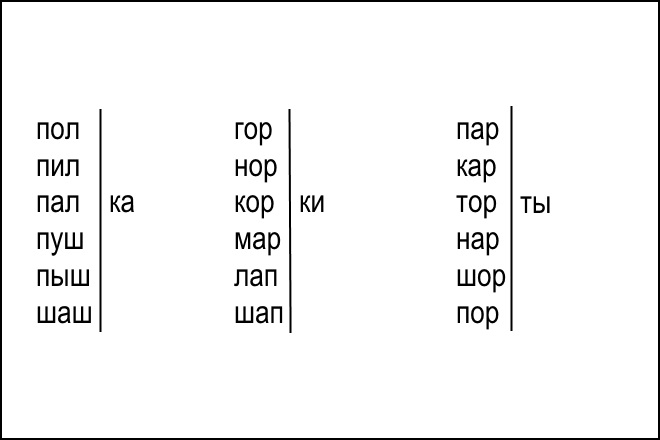 пол гор пар
пил нор кар
пал ка кор ки тор ты
пуш мар нар
пыш лап шор
шаш шап пор